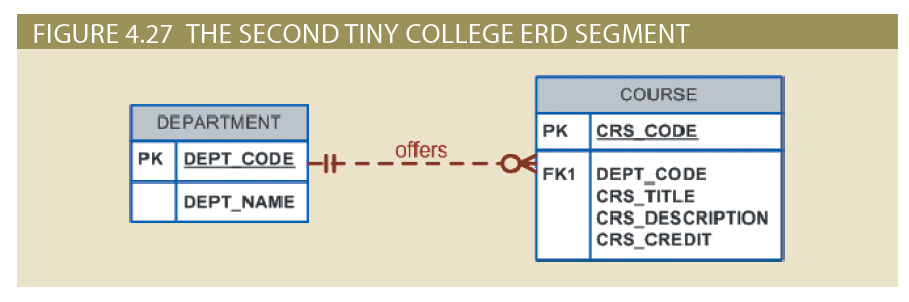 FIGURE 4.27 THE SECOND TINY COLLEGE ERD SEGMENT
DEPARTMENT
PK DEPT_CODE
DEPT_NAME
offers
COURSE
PK CRS_CODE
FK1 DEPT_CODE
CRS_TITLE
CRS_DESCRIPTION
CRS_CREDIT